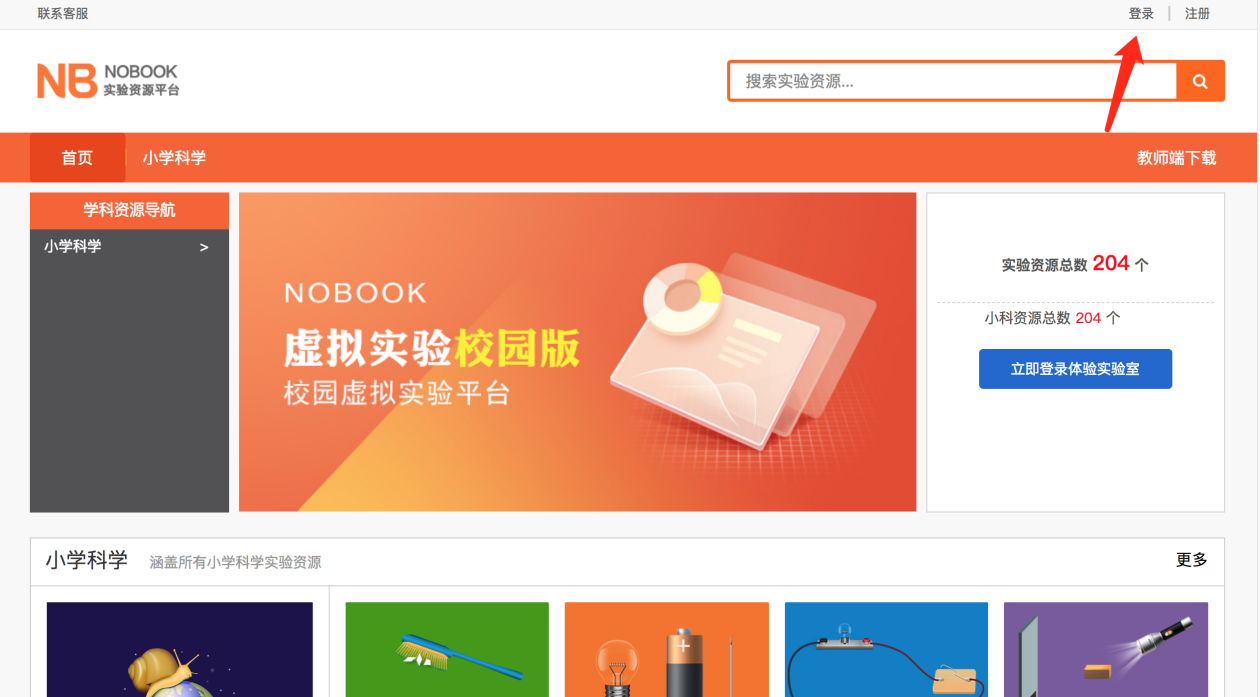 联系客服
登录 | 注册
NB NOBOOK
实验资源平台
搜索实验资源...
首页 小学科学 教师端下载
学科资源导航
小学科学 >
NOBOOK
虚拟实验校园版
校园虚拟实验平台
实验资源总数 204 个
小科资源总数 204 个
立即登录体验实验室
小学科学 涵盖所有小学科学实验资源 更多